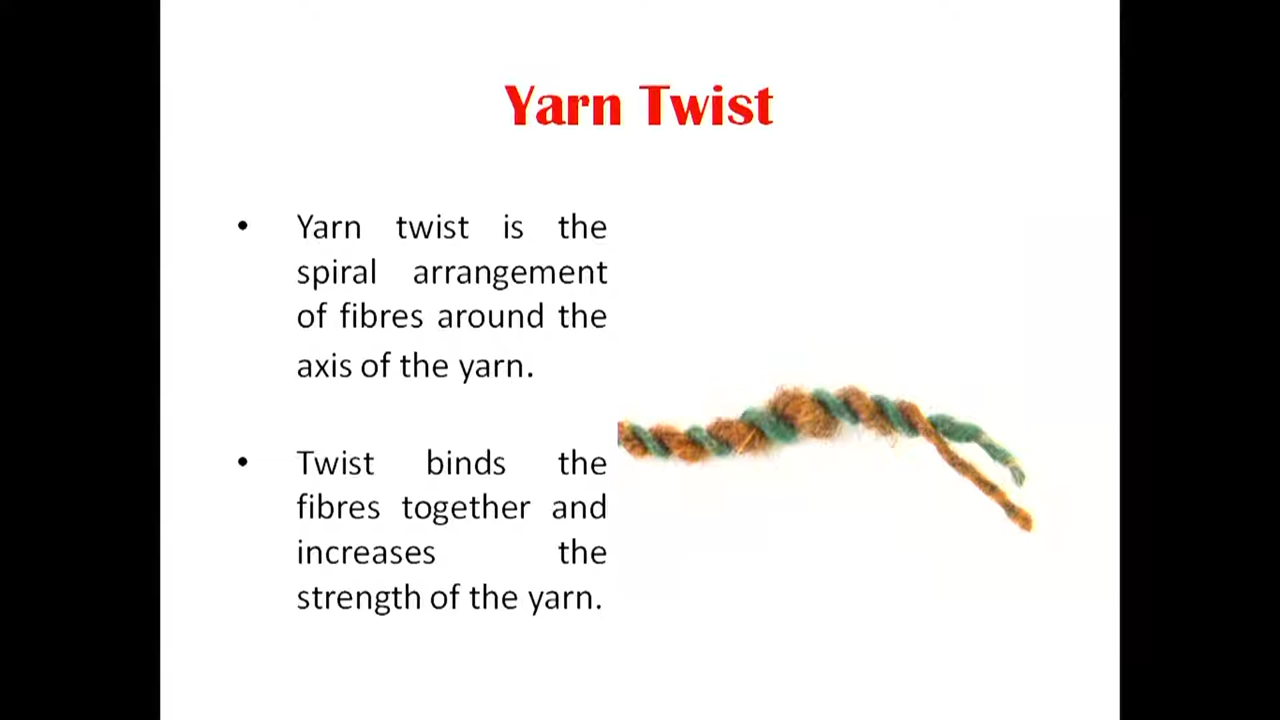 Yarn Twist
• Yarn twist is the
spiral arrangement
of fibres around the
axis of the yarn.
• Twist binds the
fibres together and
increases the
strength of the yarn.